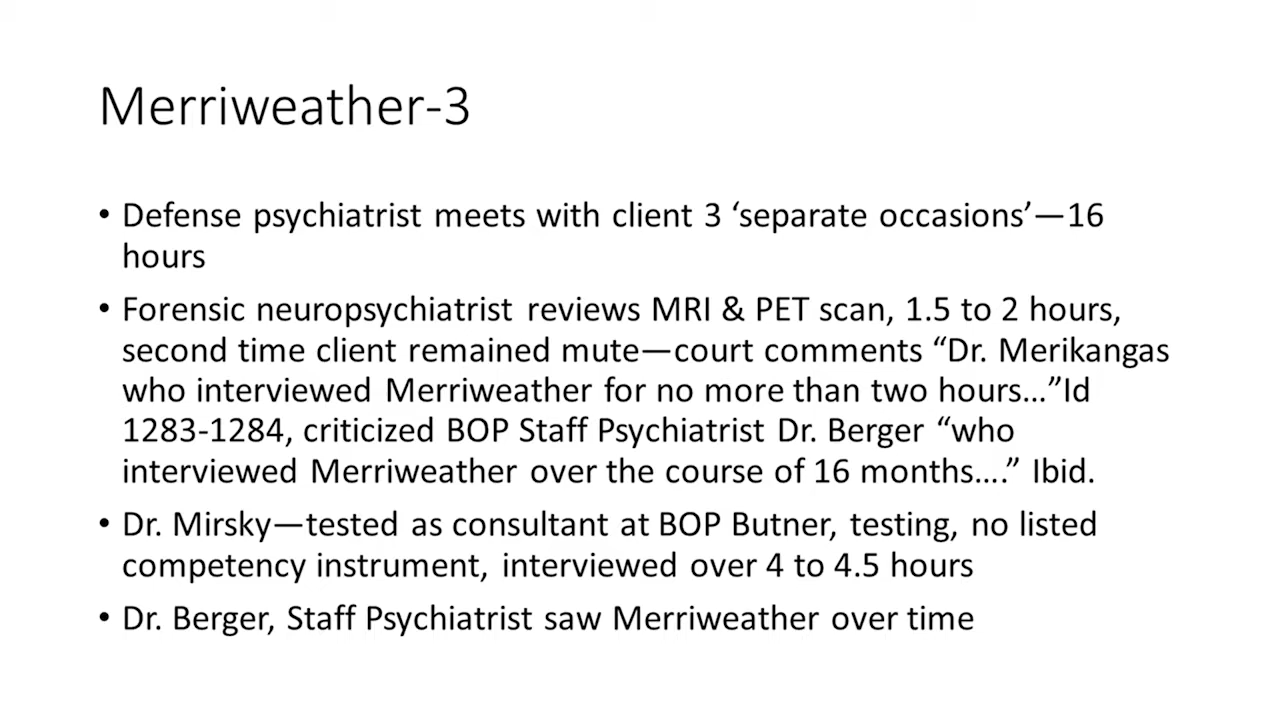 Merriweather-3
• Defense psychiatrist meets with client 3 ‘separate occasions’—16
hours
• Forensic neuropsychiatrist reviews MRI & PET scan, 1.5 to 2 hours,
second time client remained mute—court comments “Dr. Merikangas
who interviewed Merriweather for no more than two hours…”Id
1283-1284, criticized BOP Staff Psychiatrist Dr. Berger “who
interviewed Merriweather over the course of 16 months….” Ibid.
• Dr. Mirsky—tested as consultant at BOP Butner, testing, no listed
competency instrument, interviewed over 4 to 4.5 hours
• Dr. Berger, Staff Psychiatrist saw Merriweather over time